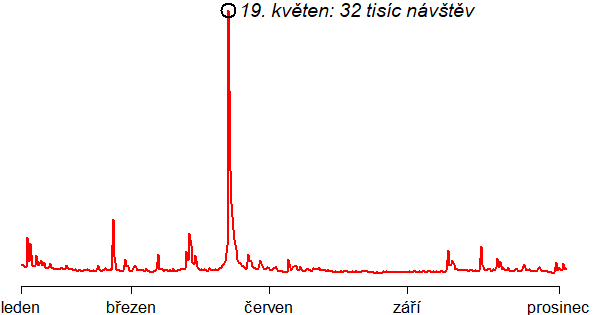 19. květen: 32 tisíc návštěv
leden březen červen září prosinec